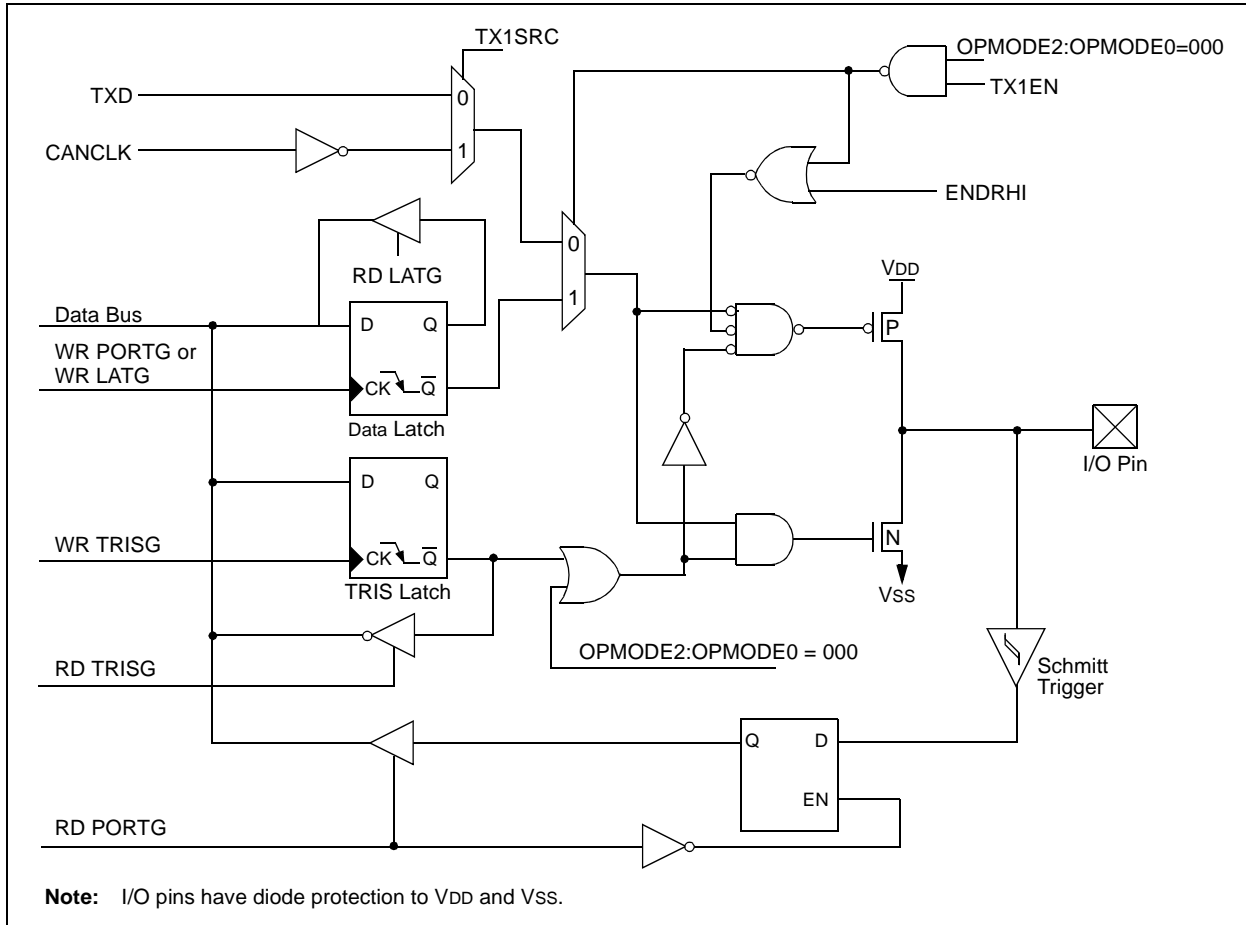 TX1SRC
OPMODE2:OPMODE0=000
TXD
0
TX1EN
CANCLK
1
ENDRHI
0
RD LATG
VDD
1
Data Bus
D Q
P
WR PORTG or
WR LATG
CK Q
Data Latch
I/O Pin
D Q
WR TRISG
CK Q
N
TRIS Latch
VSS
OPMODE2:OPMODE0 = 000
RD TRISG
Schmitt
Trigger
Q D
EN
RD PORTG
Note: I/O pins have diode protection to VDD and VSS.